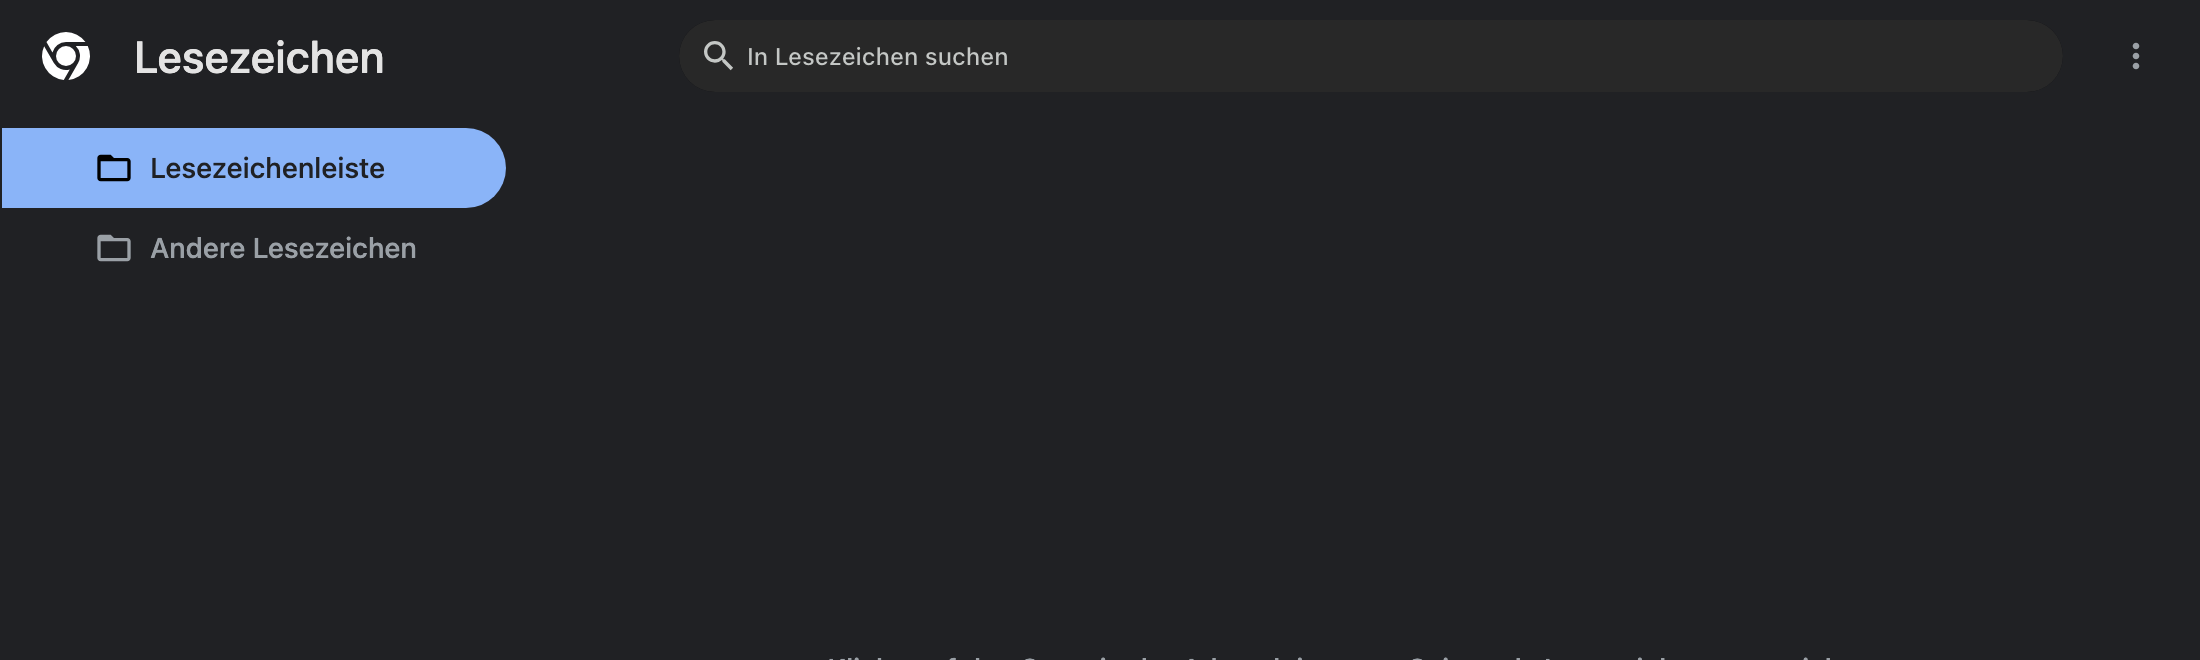 Lesezeichen
In Lesezeichen suchen
Lesezeichenleiste
Andere Lesezeichen